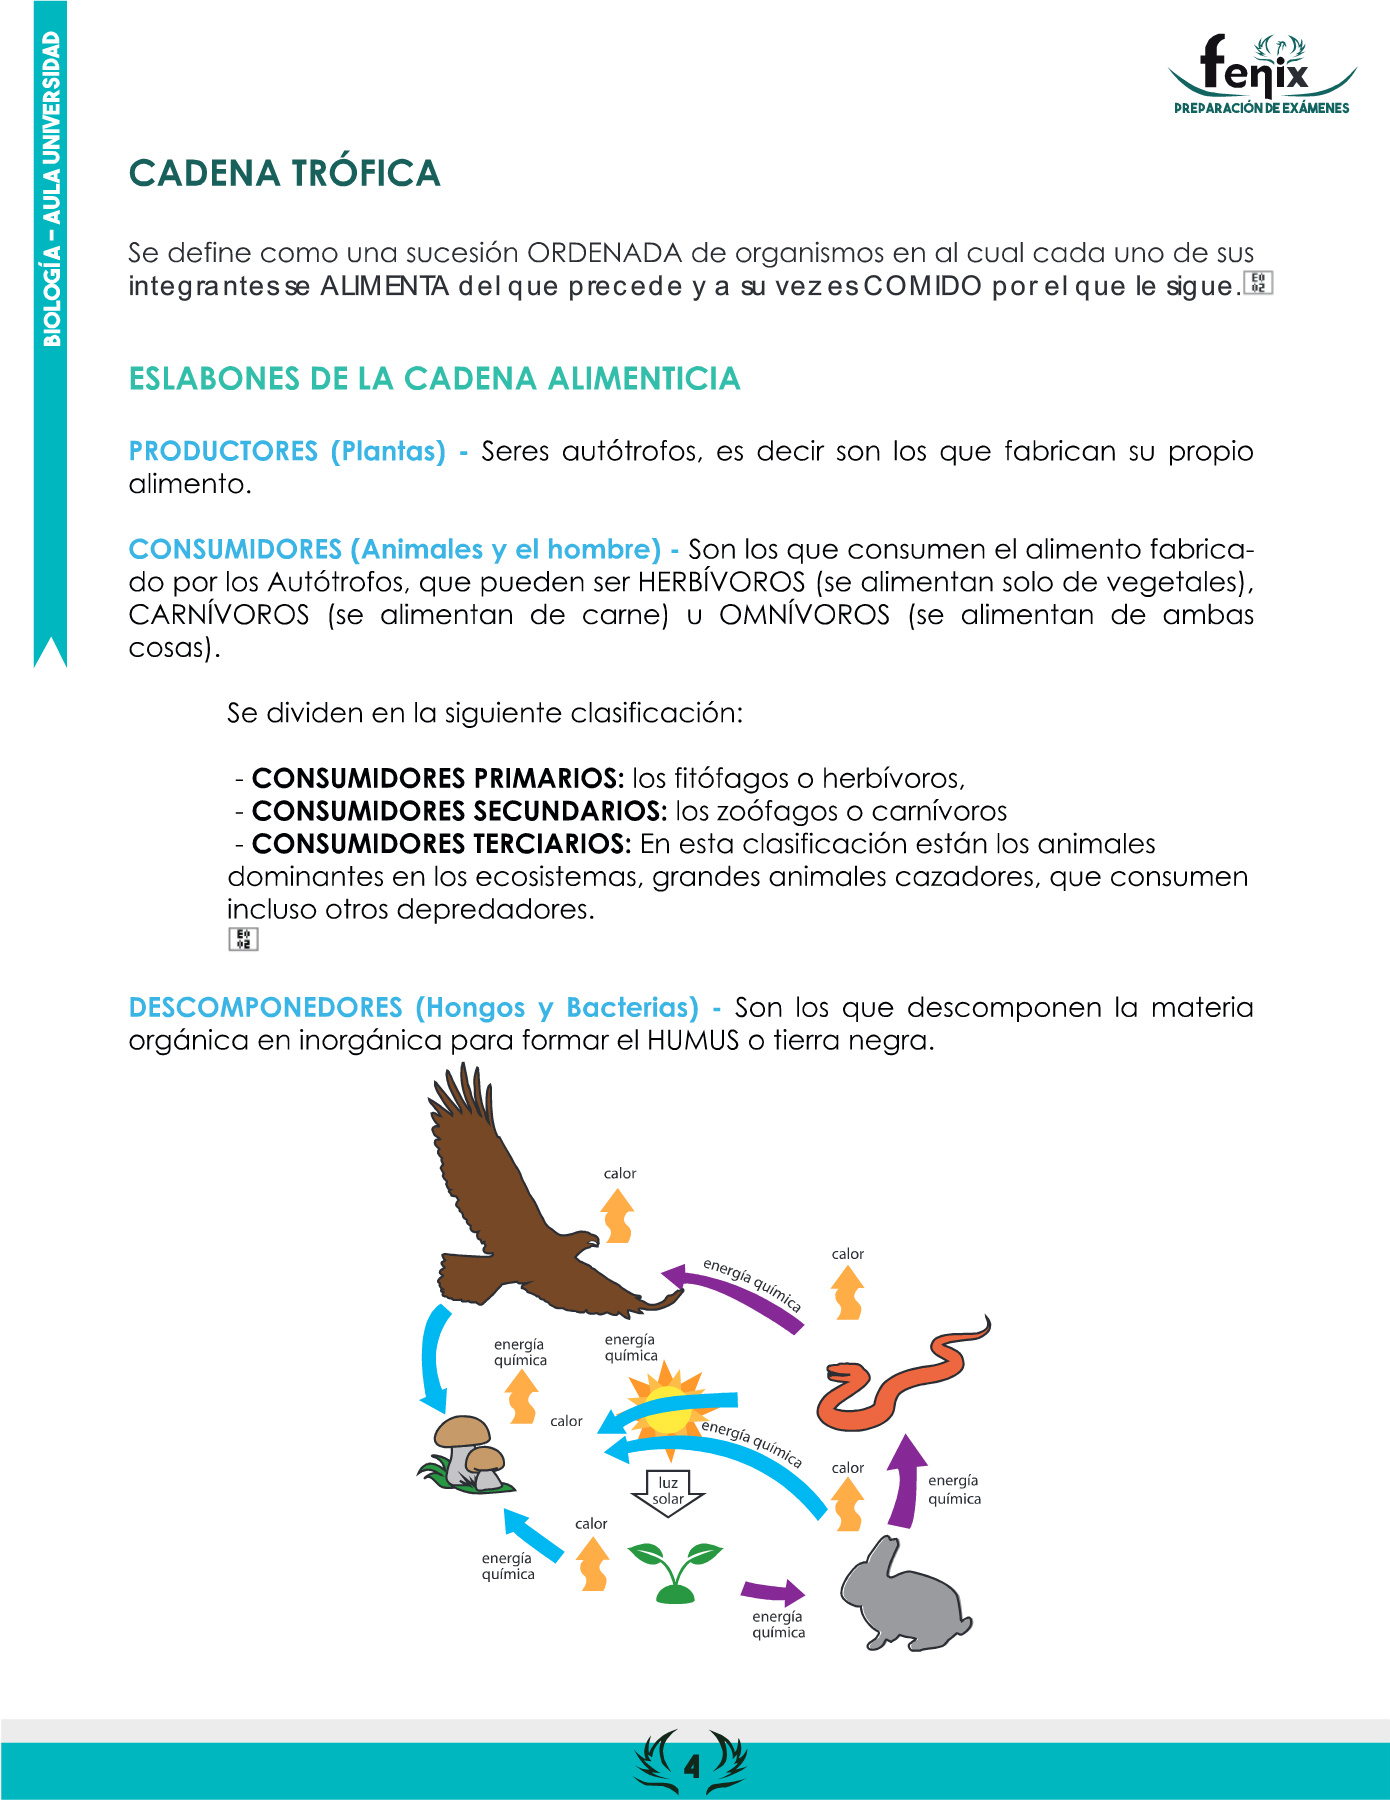 BIOLOGÍA - AULA UNIVERSIDAD
fenix
PREPARACIÓN DE EXÁMENES
CADENA TRÓFICA
Se define como una sucesión ORDENADA de organismos en al cual cada uno de sus
integrantes se ALIMENTA del que precede y a su vez es COMIDO por el que le sigue.
ESLABONES DE LA CADENA ALIMENTICIA
PRODUCTORES (Plantas) - Seres autótrofos, es decir son los que fabrican su propio
alimento.
CONSUMIDORES (Animales y el hombre) - Son los que consumen el alimento fabrica-
do por los Autótrofos, que pueden ser HERBÍVOROS (se alimentan solo de vegetales),
CARNÍVOROS (se alimentan de carne) u OMNÍVOROS (se alimentan de ambas
cosas).
Se dividen en la siguiente clasificación:
- CONSUMIDORES PRIMARIOS: los fitófagos o herbívoros,
- CONSUMIDORES SECUNDARIOS: los zoófagos o carnívoros
- CONSUMIDORES TERCIARIOS: En esta clasificación están los animales
dominantes en los ecosistemas, grandes animales cazadores, que consumen
incluso otros depredadores.
DESCOMPONEDORES (Hongos y Bacterias) - Son los que descomponen la materia
orgánica en inorgánica para formar el HUMUS o tierra negra.
calor
calor
energía química
energía
química
energía
química
calor
energía química
calor
energía
química
luz
solar
calor
energía
química
energía
química
4